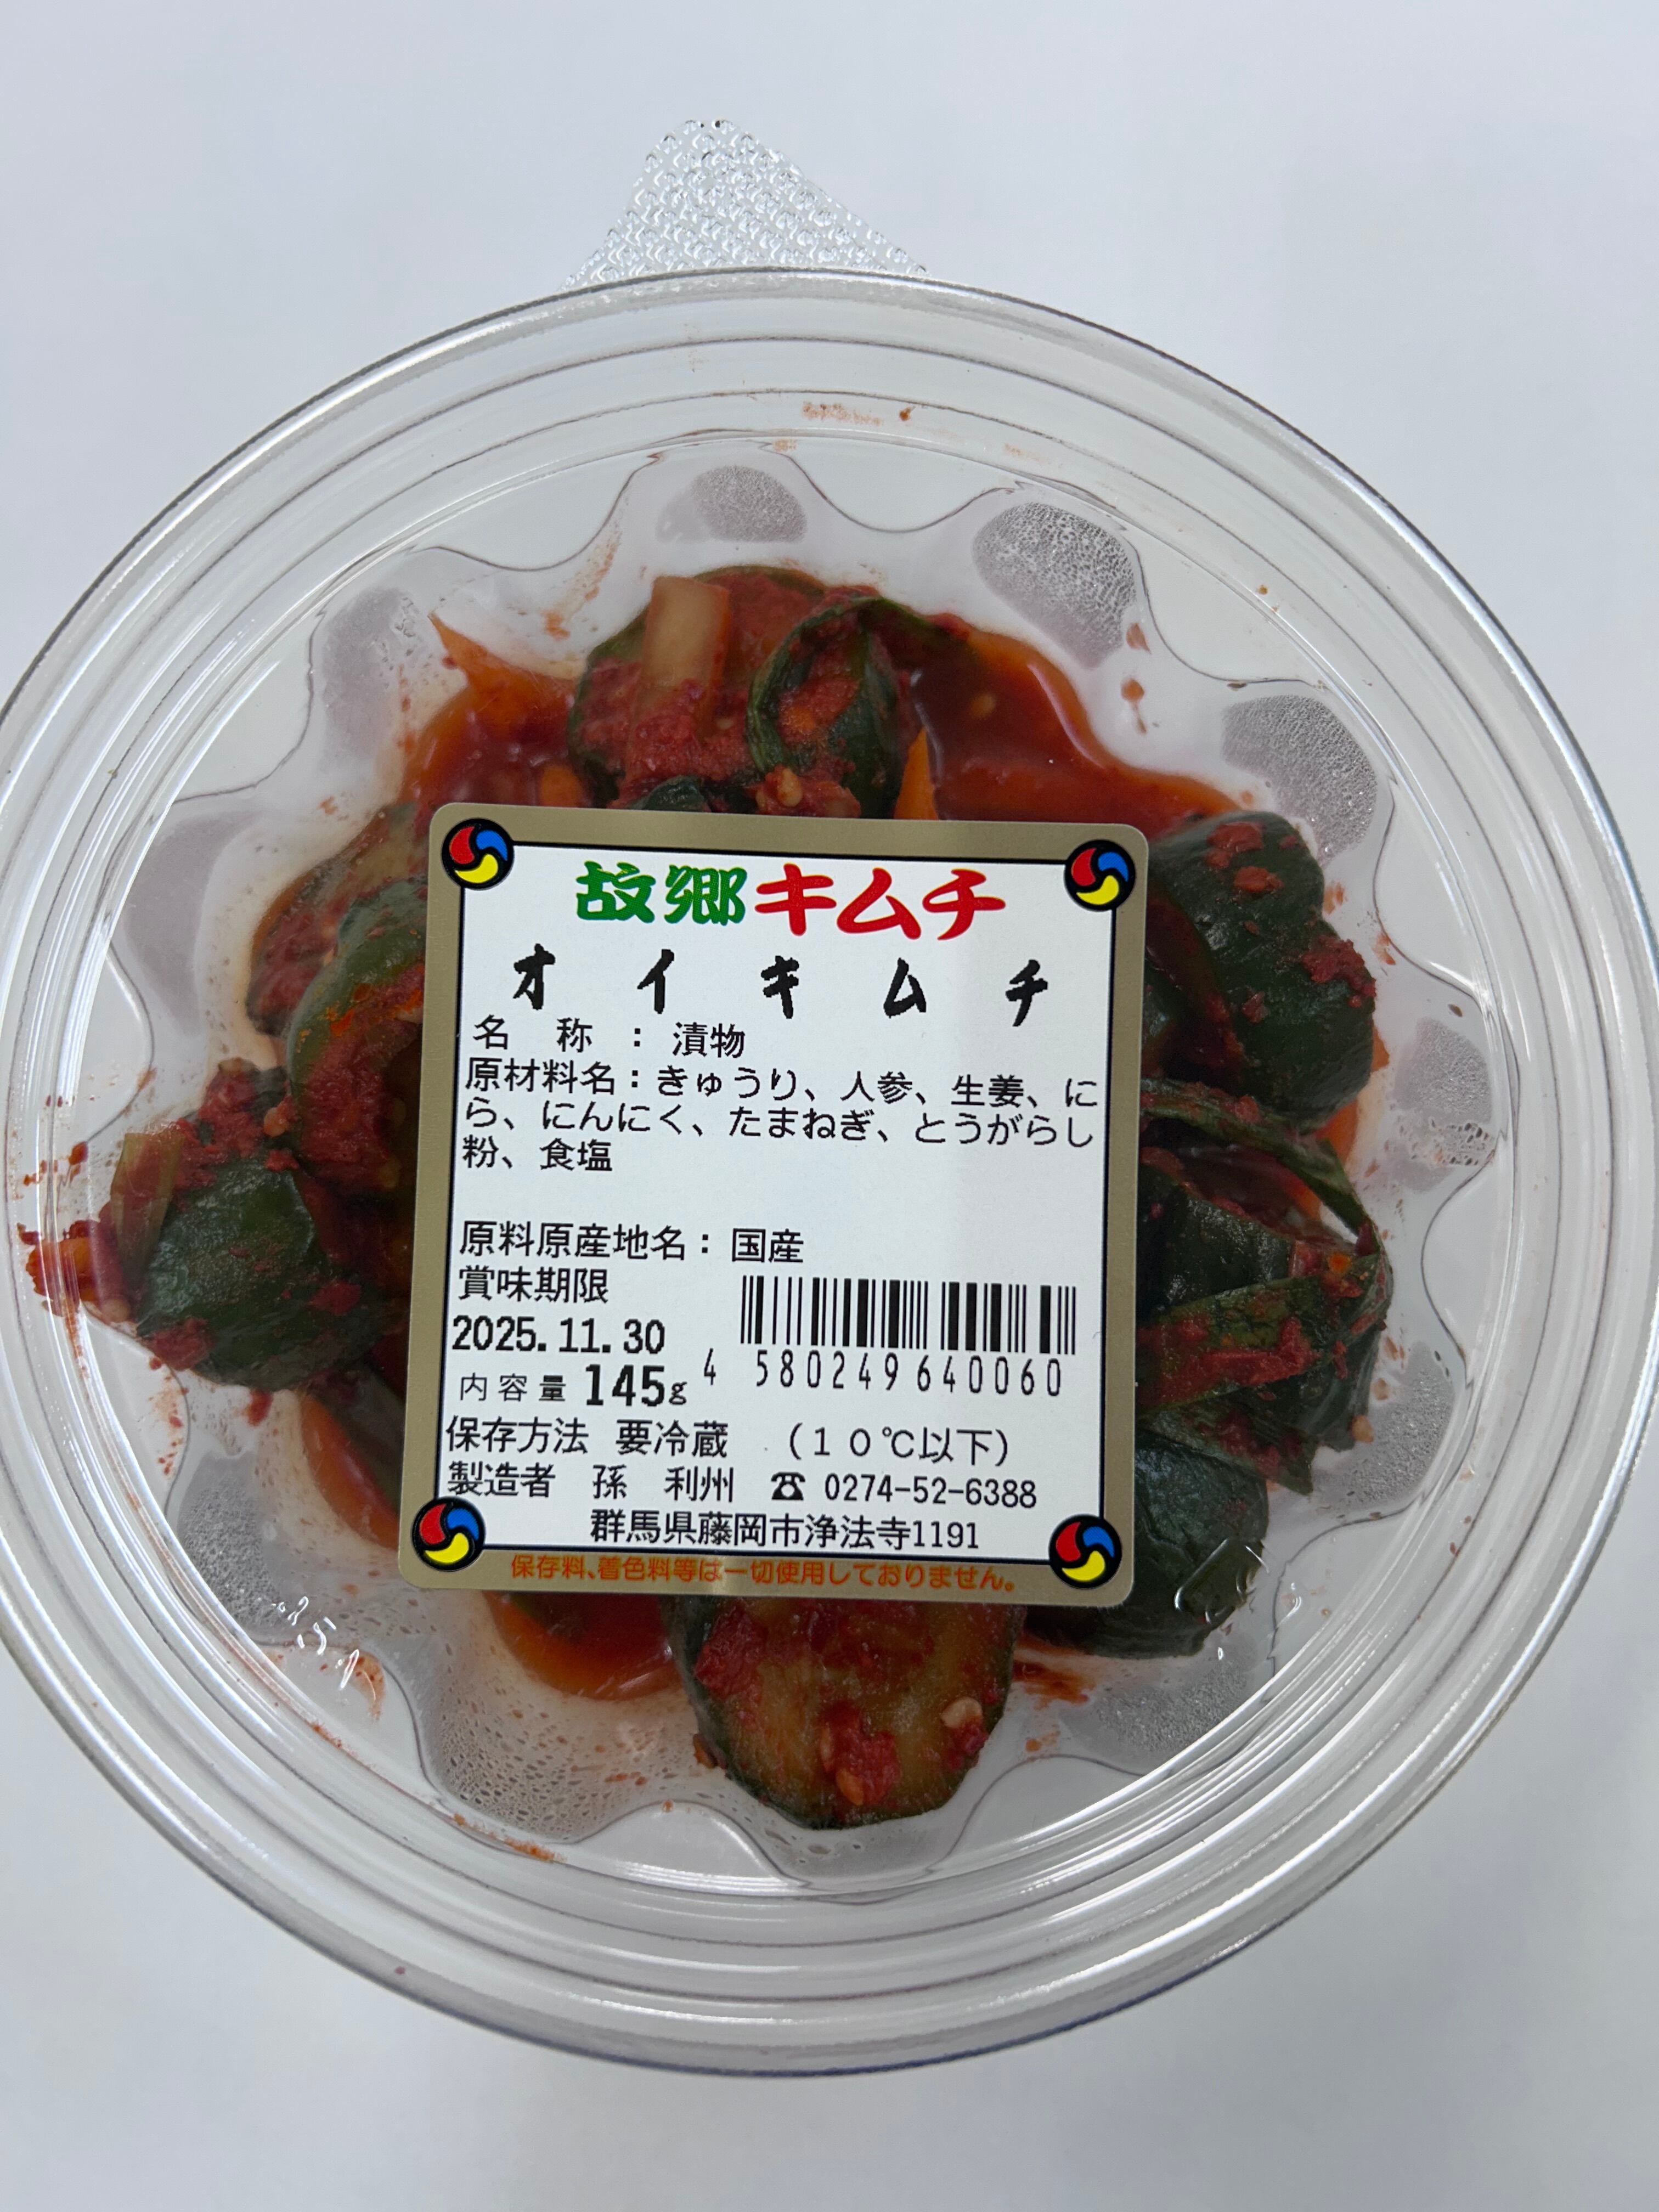 故郷キムチ
オイキムチ
名　称　：　漬物
原材料名：きゅうり、人参、生姜、に
ら、にんにく、たまねぎ、とうがらし
粉、食塩
原料原産地名：国産
賞味期限
2025.11.30
4 580249 640060
内容量 145g
保存方法　要冷蔵　（１０℃以下）
製造者　孫　利州　☎ 0274-52-6388
群馬県藤岡市浄法寺1191
保存料、着色料等は一切使用しておりません。